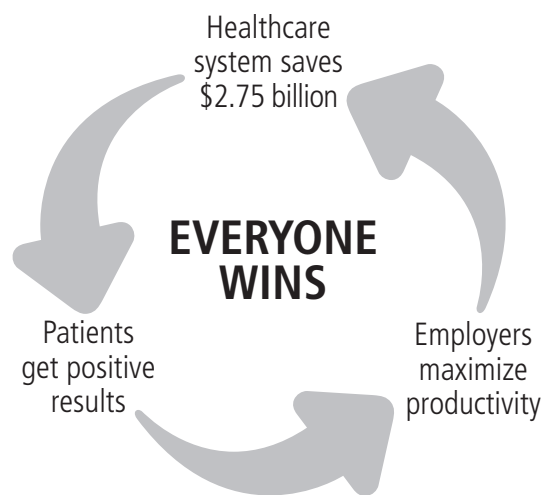 Healthcare
system saves
$2.75 billion
EVERYONE
WINS
Patients
get positive
results
Employers
maximize
productivity